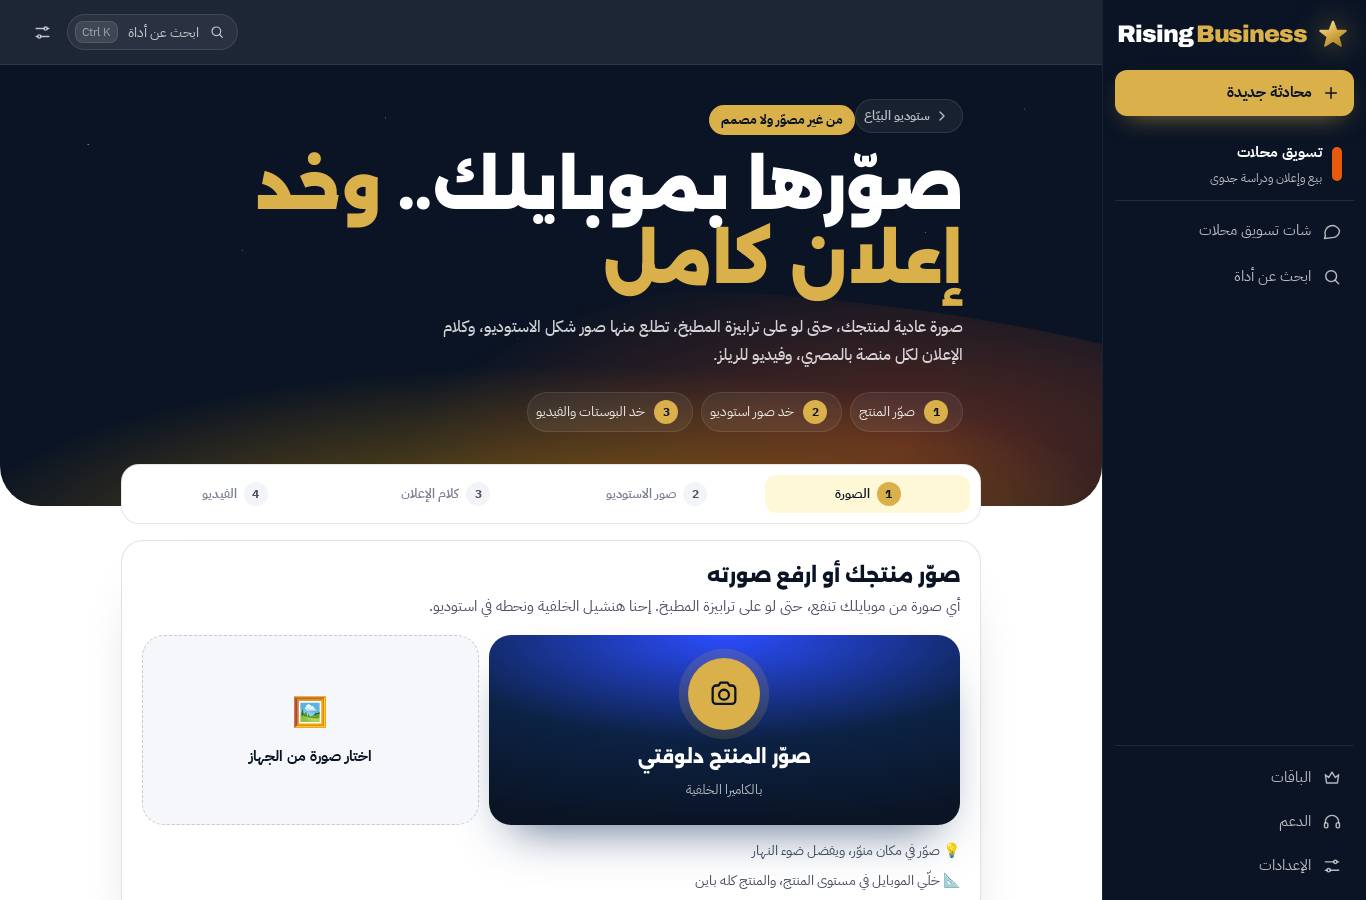 Rising Business
محادثة جديدة
تسويق محلات
بيع وإعلان ودراسة جدوى
شات تسويق محلات
ابحث عن أداة
الباقات
الدعم
الإعدادات
ابحث عن أداة Ctrl K
ستوديو البيّاع
من غير مصوّر ولا مصمم
صوّرها بموبايلك.. وخد
إعلان كامل
صورة عادية لمنتجك، حتى لو على ترابيزة المطبخ، تطلع منها صور شكل الاستوديو، وكلام
الإعلان لكل منصة بالمصري، وفيديو للريلز.
1 صوّر المنتج
2 خد صور استوديو
3 خد البوستات والفيديو
1 الصورة
2 صور الاستوديو
3 كلام الإعلان
4 الفيديو
صوّر منتجك أو ارفع صورته
أي صورة من موبايلك تنفع، حتى لو على ترابيزة المطبخ. إحنا هنشيل الخلفية ونحطه في استوديو.
صوّر المنتج دلوقتي
بالكاميرا الخلفية
اختار صورة من الجهاز
💡 صوّر في مكان منوّر، ويفضل ضوء النهار
📐 خلّي الموبايل في مستوى المنتج، والمنتج كله باين